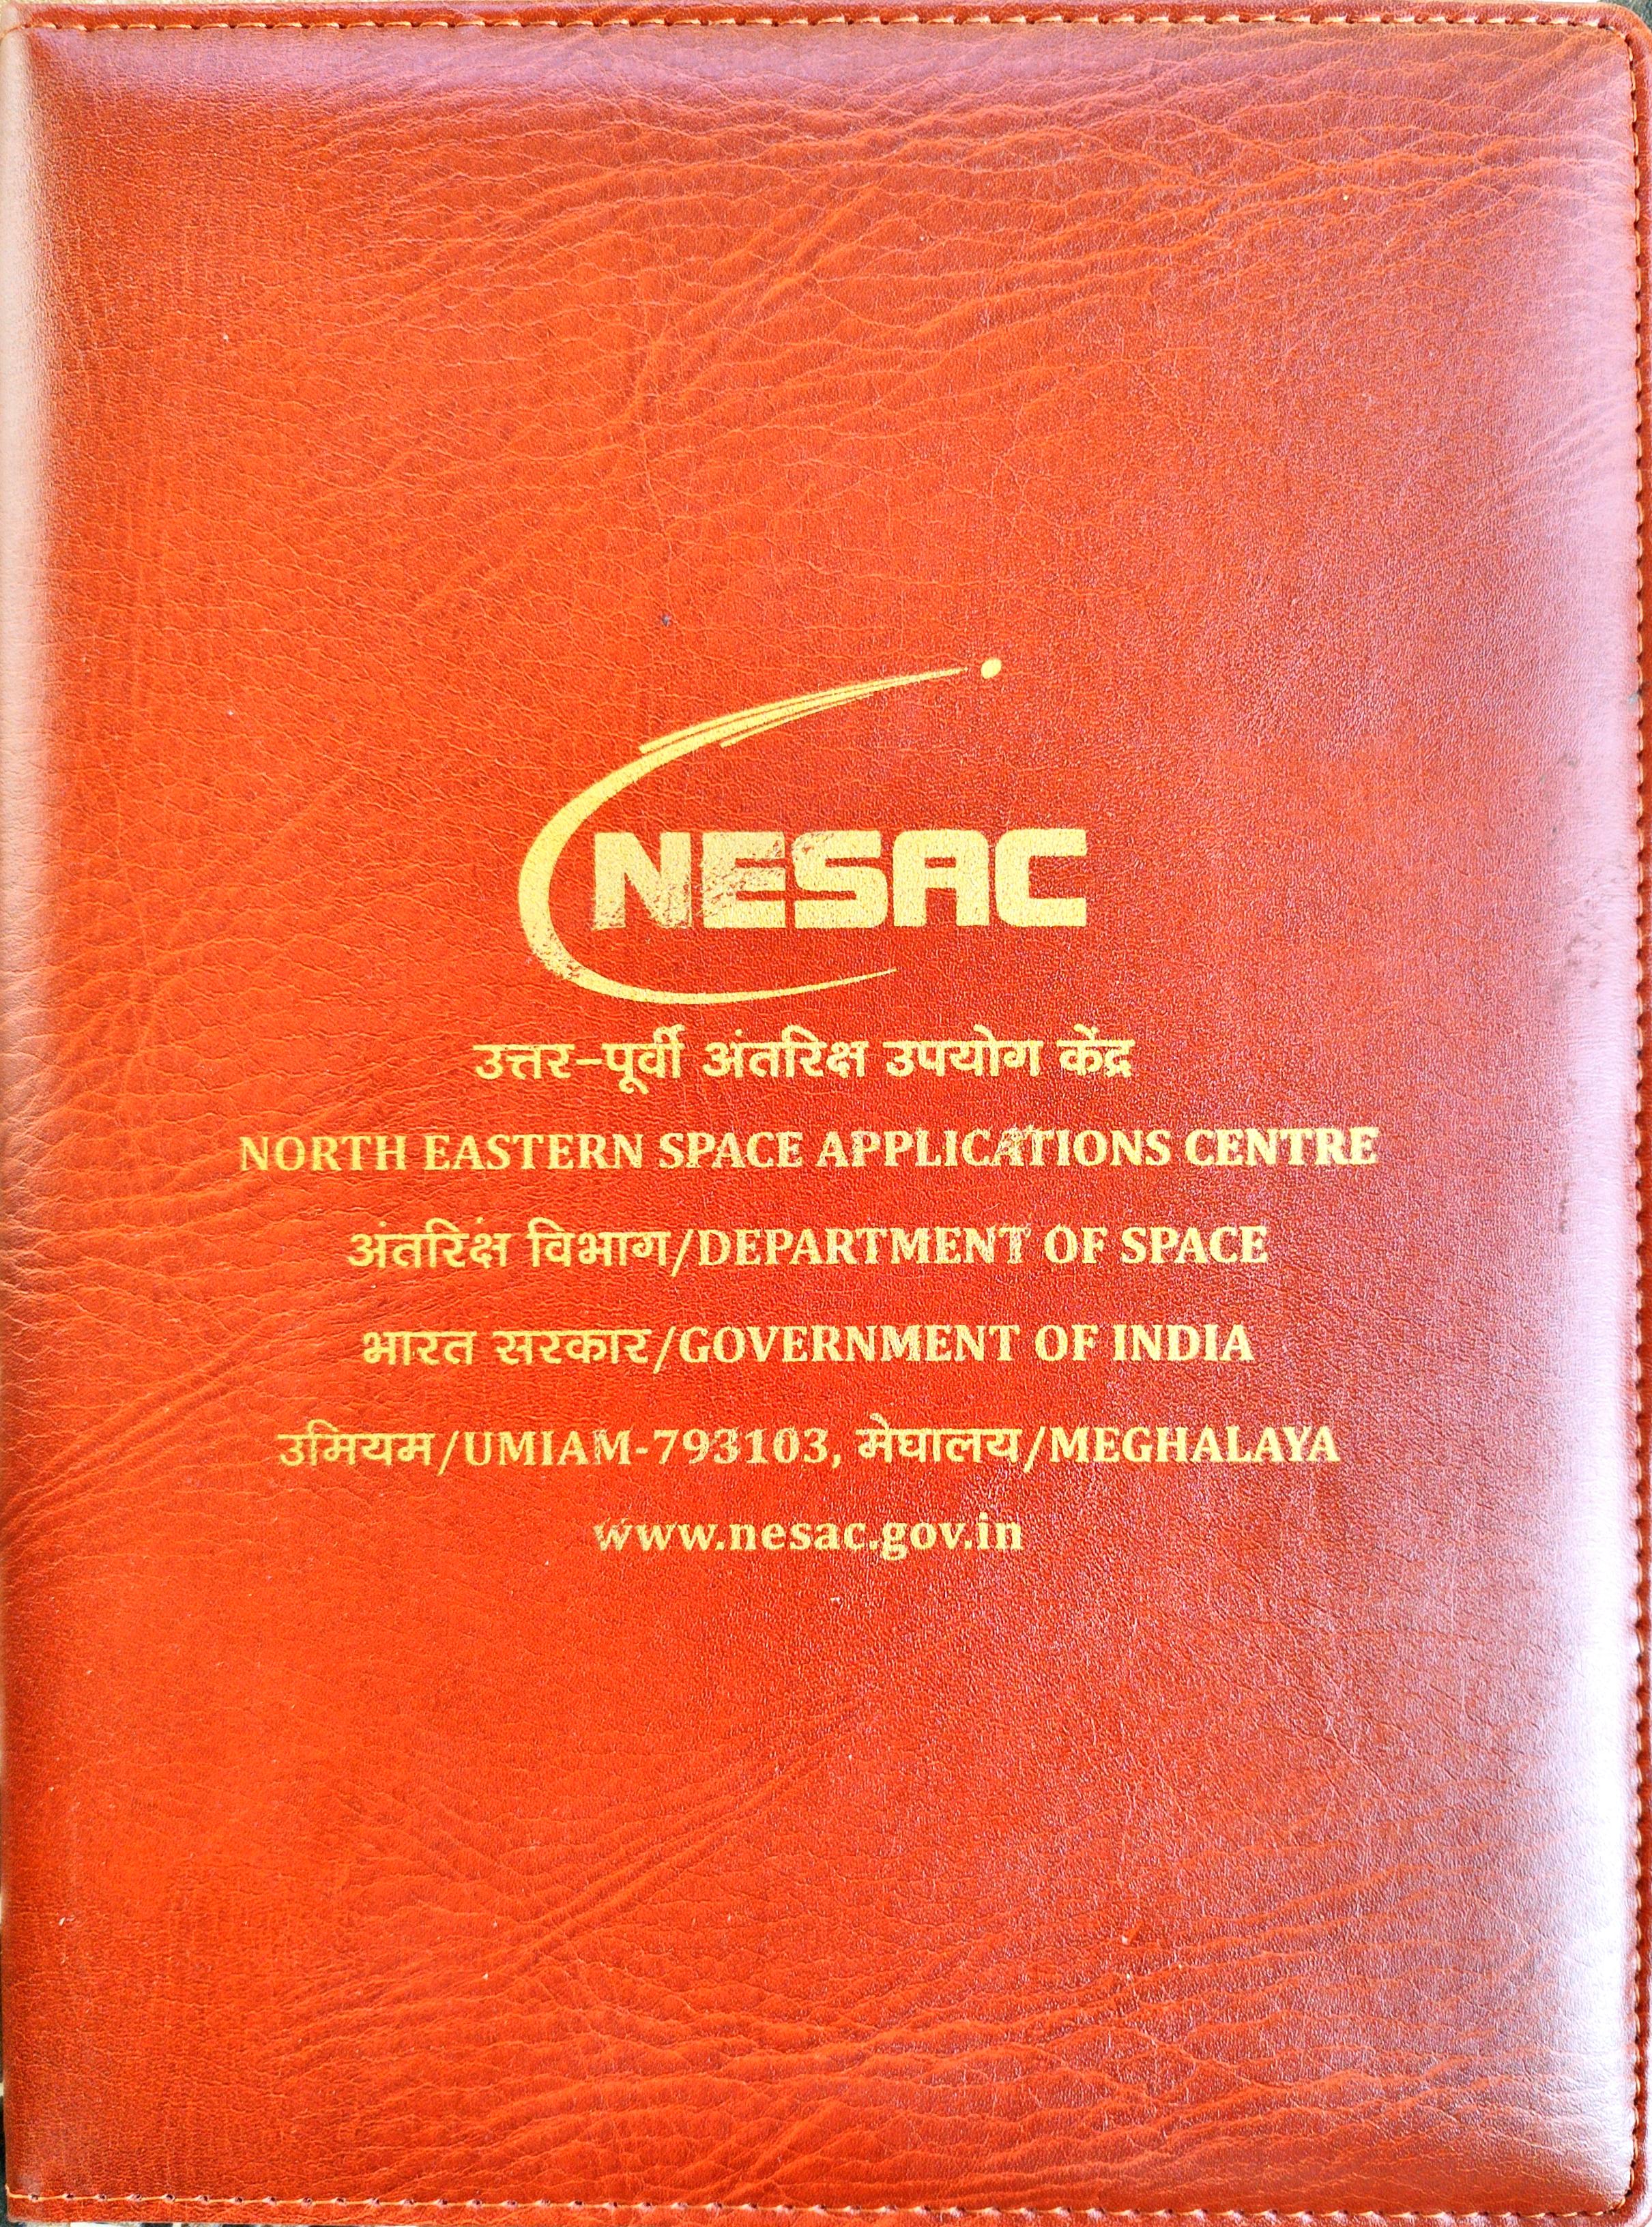 NESAC
उत्तर-पूर्वी अंतरिक्ष उपयोग केंद्र
NORTH EASTERN SPACE APPLICATIONS CENTRE
अंतरिक्ष विभाग/DEPARTMENT OF SPACE
भारत सरकार/GOVERNMENT OF INDIA
उमियम/UMIAM-793103, मेघालय/MEGHALAYA
www.nesac.gov.in